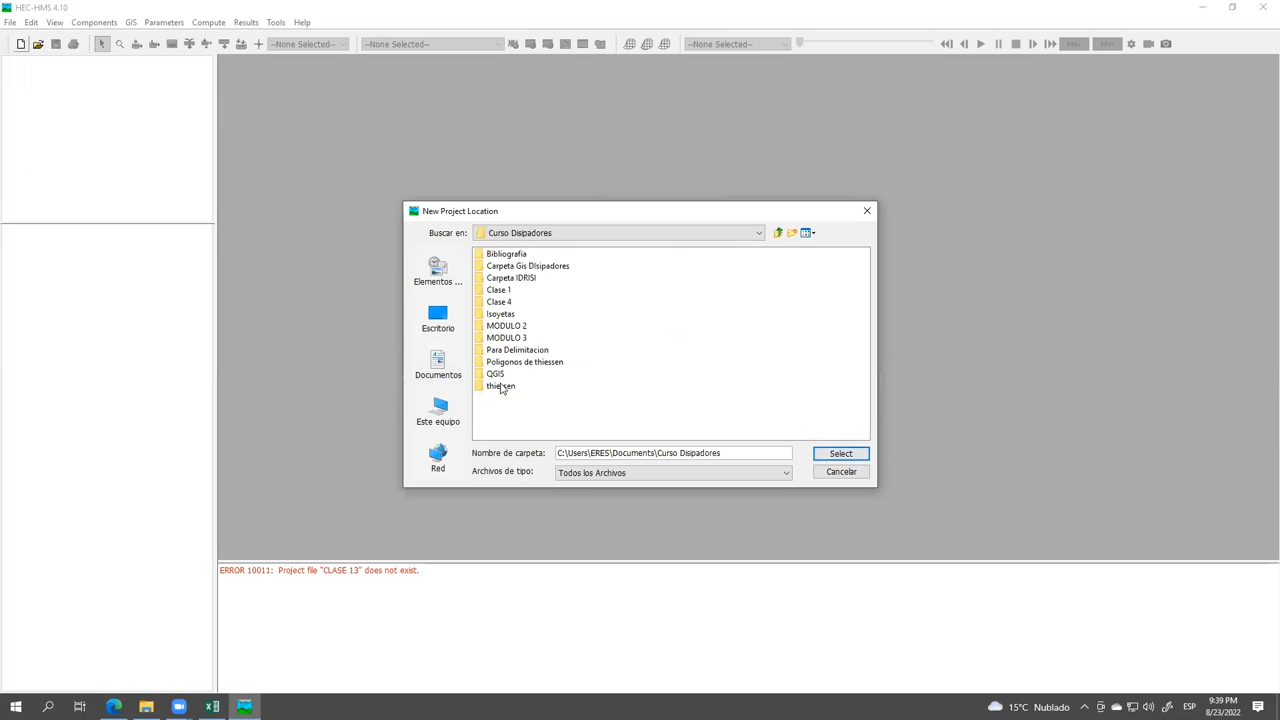 HEC-HMS 4.10
File Edit View Components GIS Parameters Compute Results Tools Help
--None Selected-- --None Selected-- --None Selected--
New Project Location
Buscar en: Curso Disipadores
Bibliografia
Carpeta Gis DIsipadores
Carpeta IDRISI
Clase 1
Clase 4
Isoyetas
MODULO 2
MODULO 3
Para Delimitacion
Poligonos de thiessen
QGIS
thiessen
Elementos ...
Escritorio
Documentos
Este equipo
Red
Nombre de carpeta: C:\Users\ERES\Documents\Curso Disipadores Select
Archivos de tipo: Todos los Archivos Cancelar
ERROR 10011: Project file "CLASE 13" does not exist.
15°C Nublado ESP 9:39 PM
8/23/2022